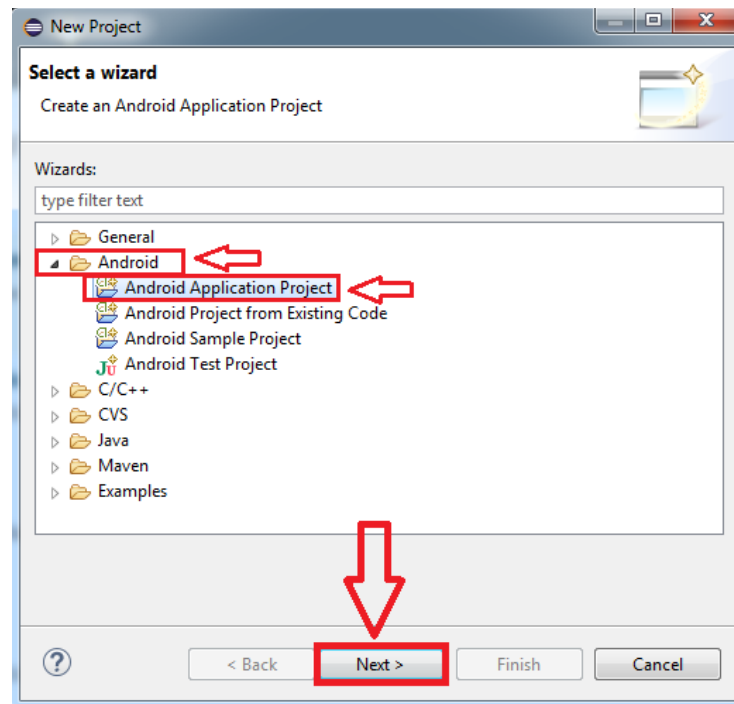 New Project
Select a wizard
Create an Android Application Project
Wizards:
type filter text
General
Android
Android Application Project
Android Project from Existing Code
Android Sample Project
Android Test Project
C/C++
CVS
Java
Maven
Examples
? < Back Next > Finish Cancel